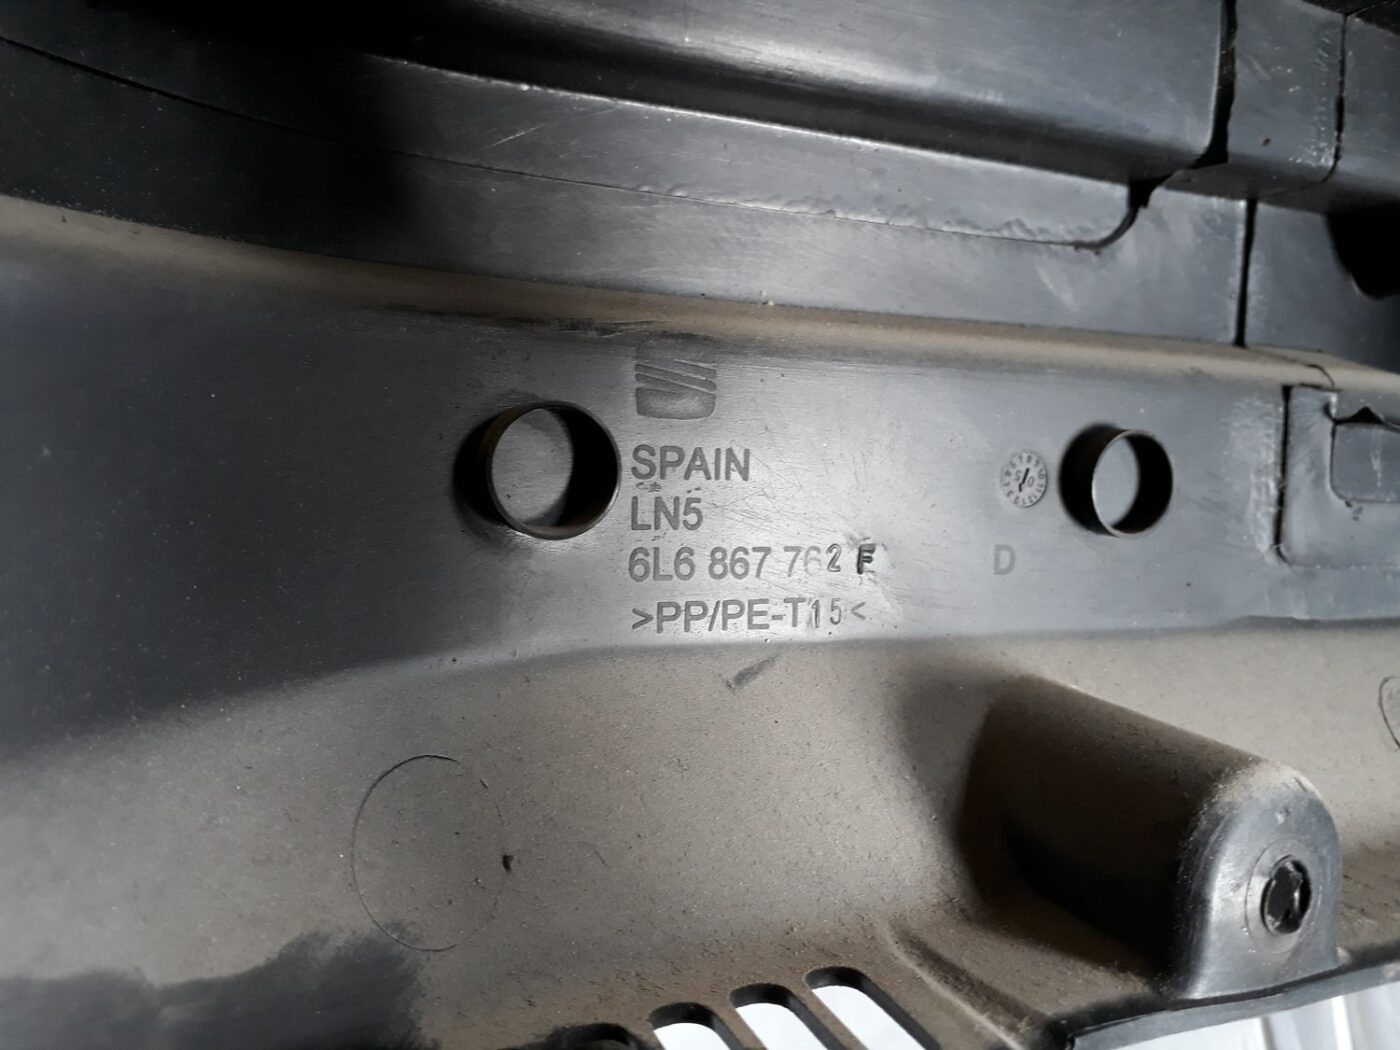 SPAIN
LN5
6L6 867 762 F
D
>PP/PE-T15<